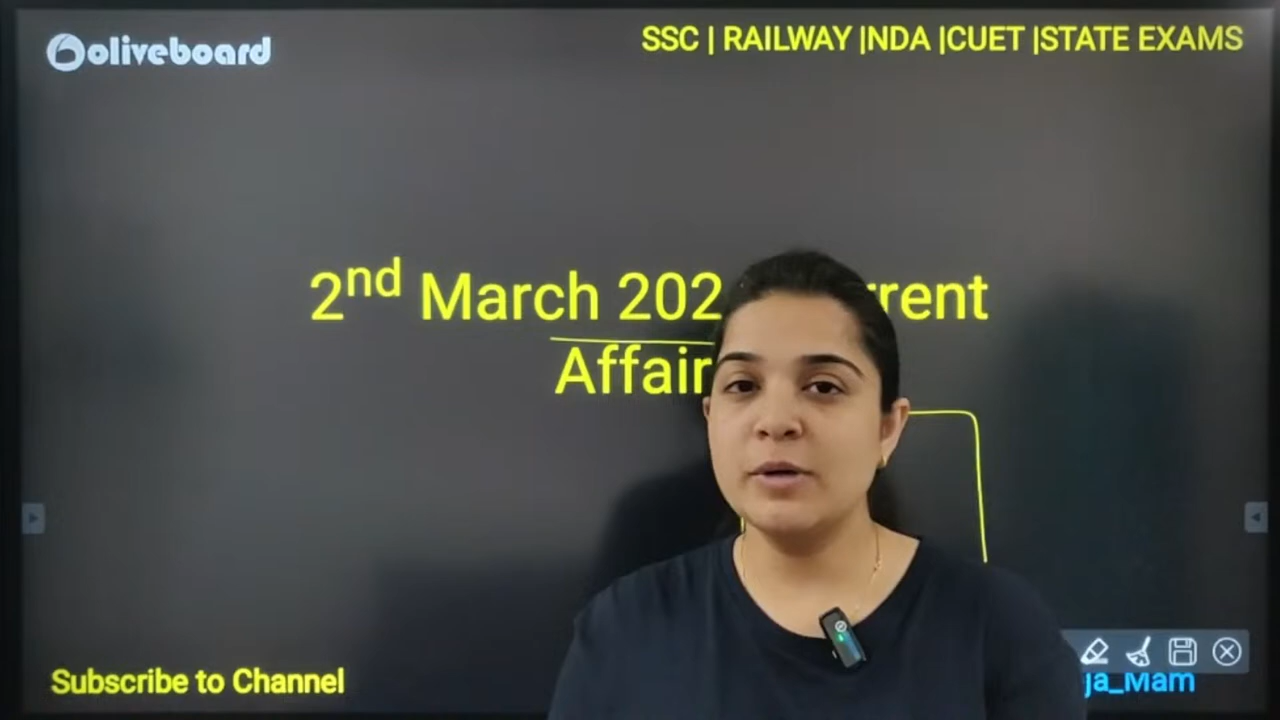 oliveboard
SSC | RAILWAY |NDA |CUET |STATE EXAMS
2nd March 202 rrent
Affair
Subscribe to Channel
ja_Mam